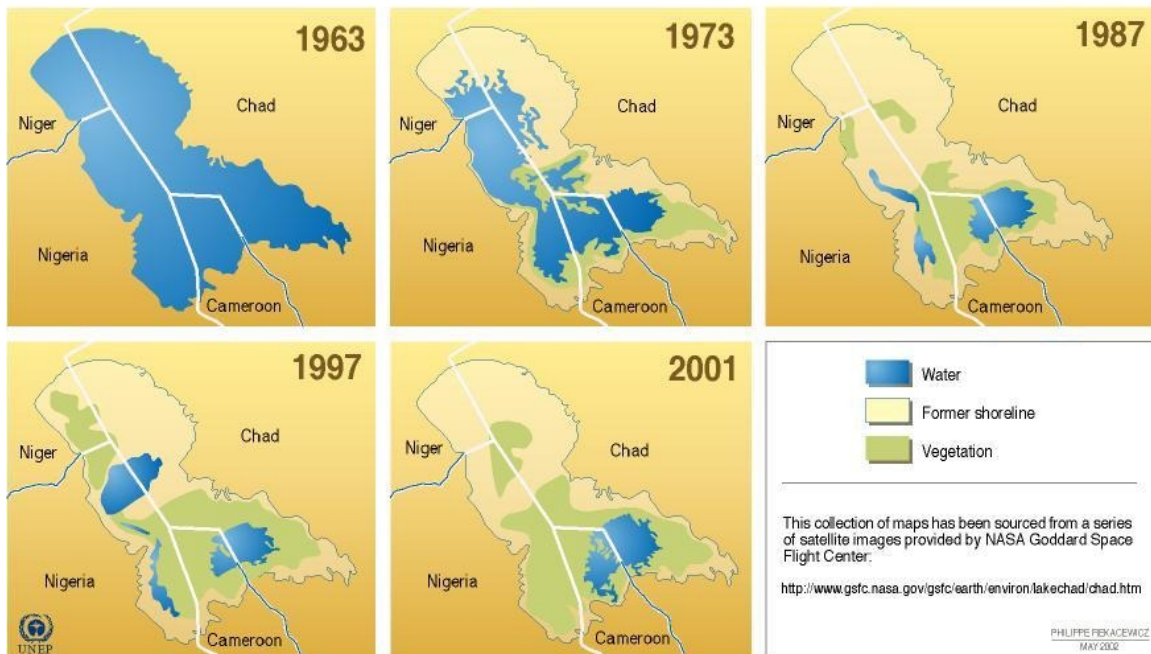 1963
Chad
Niger
Nigeria
Cameroon
1973
Chad
Niger
Nigeria
Cameroon
1987
Chad
Niger
Nigeria
Cameroon
1997
Chad
Niger
Nigeria
Cameroon
UNEP
2001
Chad
Niger
Nigeria
Cameroon
Water
Former shoreline
Vegetation
This collection of maps has been sourced from a series
of satellite images provided by NASA Goddard Space
Flight Center:
http://www.gsfc.nasa.gov/gsfc/earth/environ/lakechad/chad.htm
PHILIPPE REKACEWICZ
MAY 2002